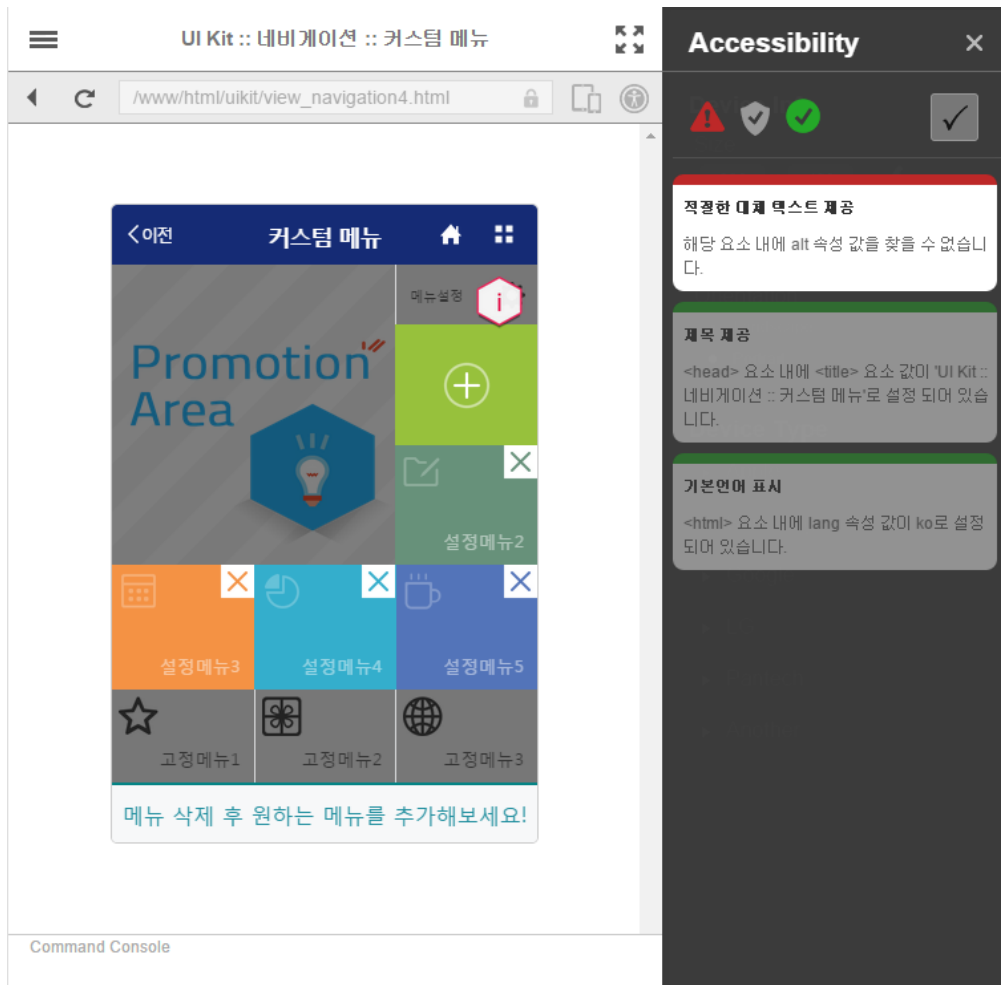 UI Kit :: 네비게이션 :: 커스텀 메뉴
/www/html/uikit/view_navigation4.html
<이전
커스텀 메뉴
메뉴설정
i
Promotion
Area
설정메뉴2
설정메뉴3
설정메뉴4
설정메뉴5
고정메뉴1
고정메뉴2
고정메뉴3
메뉴 삭제 후 원하는 메뉴를 추가해보세요!
Command Console
Accessibility
적절한 대체 텍스트 제공
해당 요소 내에 alt 속성 값을 찾을 수 없습니
다.
제목 제공
<head> 요소 내에 <title> 요소 값이 'UI Kit ::
네비게이션 :: 커스텀 메뉴'로 설정 되어 있습
니다.
기본언어 표시
<html> 요소 내에 lang 속성 값이 ko로 설정
되어 있습니다.